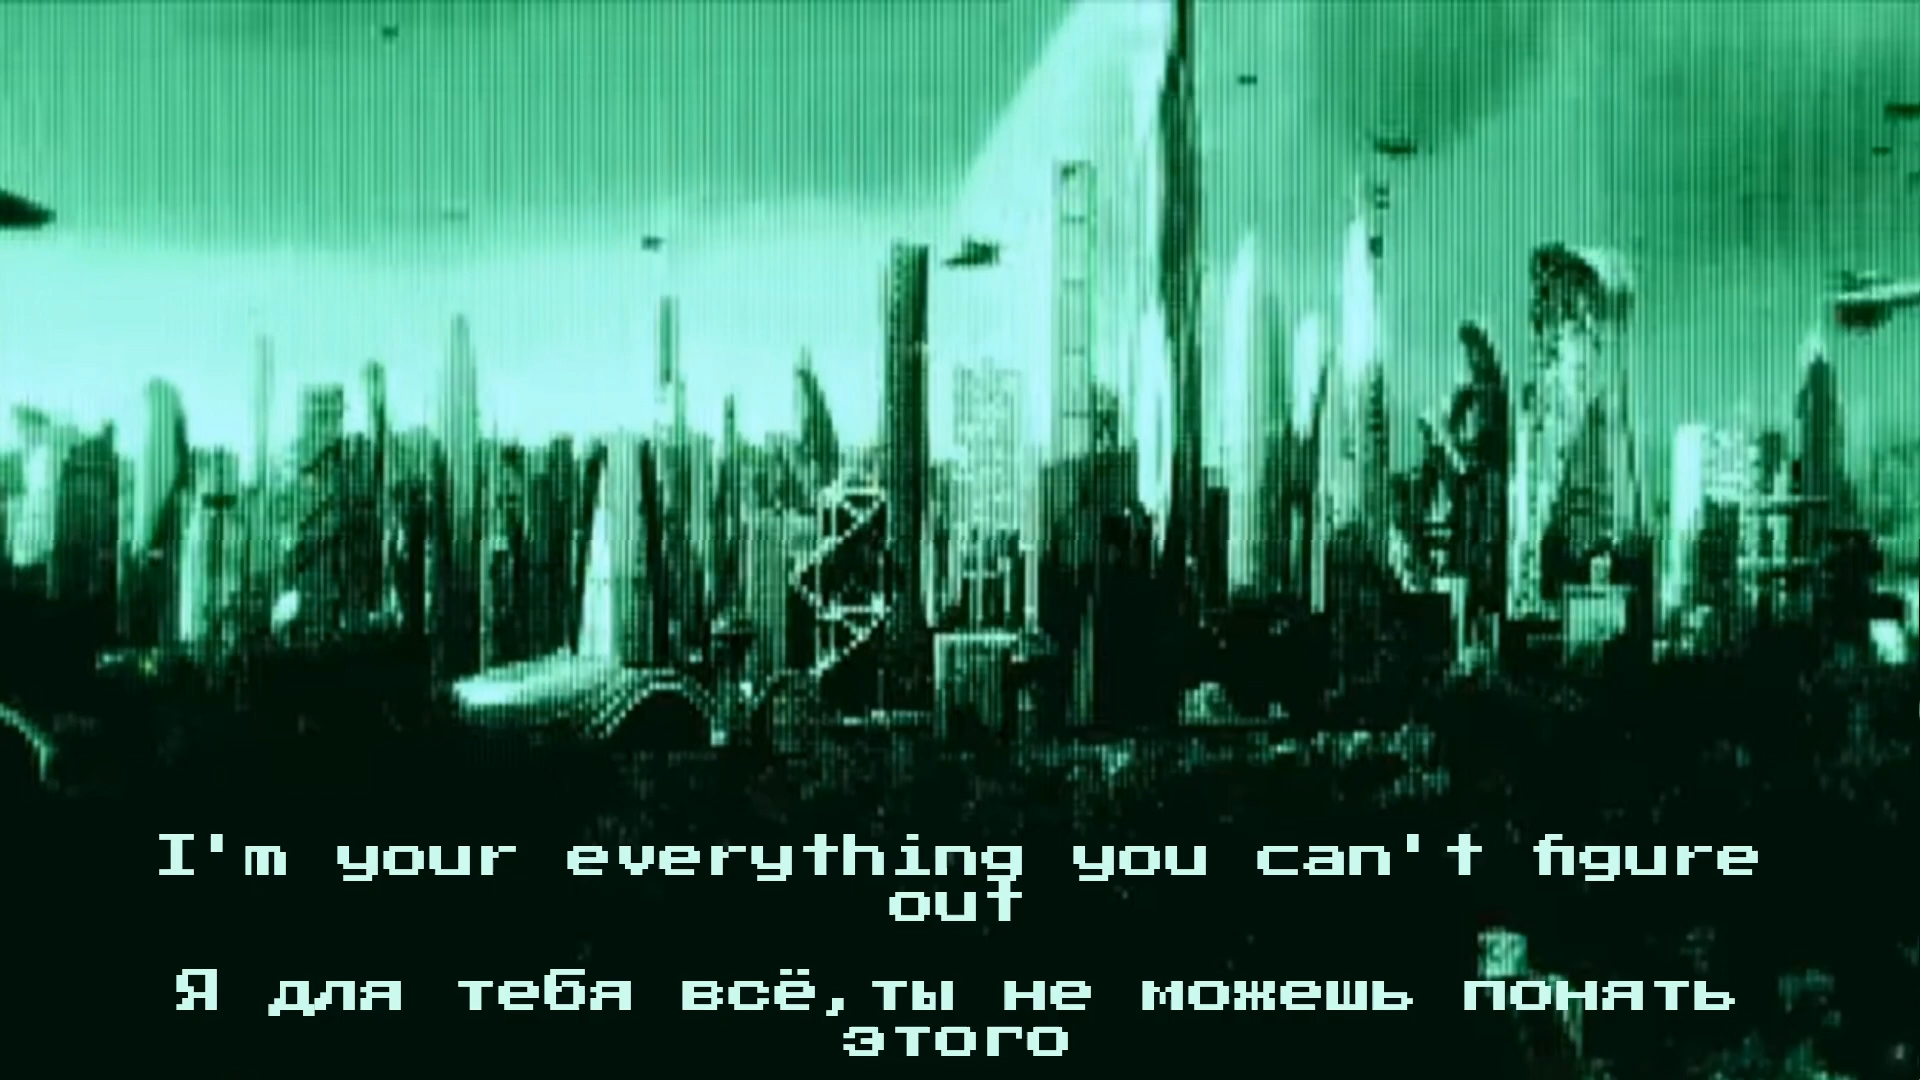 I'm your everything you can't figure
out
Я для тебя всё,ты не можешь понять
этого